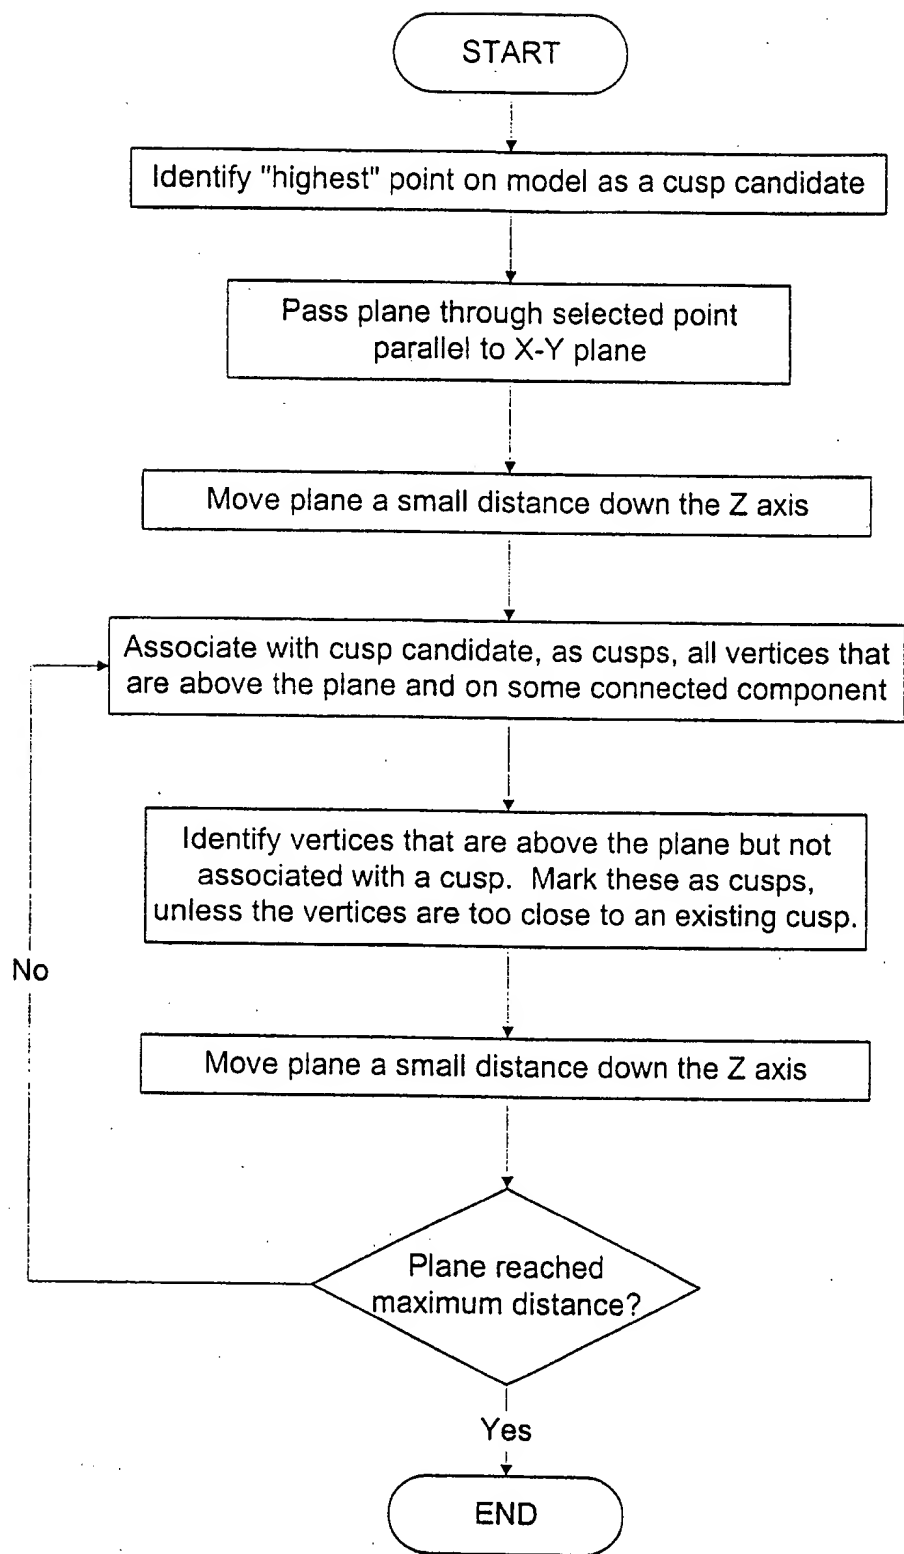 START
Identify "highest" point on model as a cusp candidate
Pass plane through selected point
parallel to X-Y plane
Move plane a small distance down the Z axis
Associate with cusp candidate, as cusps, all vertices that
are above the plane and on some connected component
Identify vertices that are above the plane but not
associated with a cusp. Mark these as cusps,
unless the vertices are too close to an existing cusp.
No
Move plane a small distance down the Z axis
Plane reached
maximum distance?
Yes
END